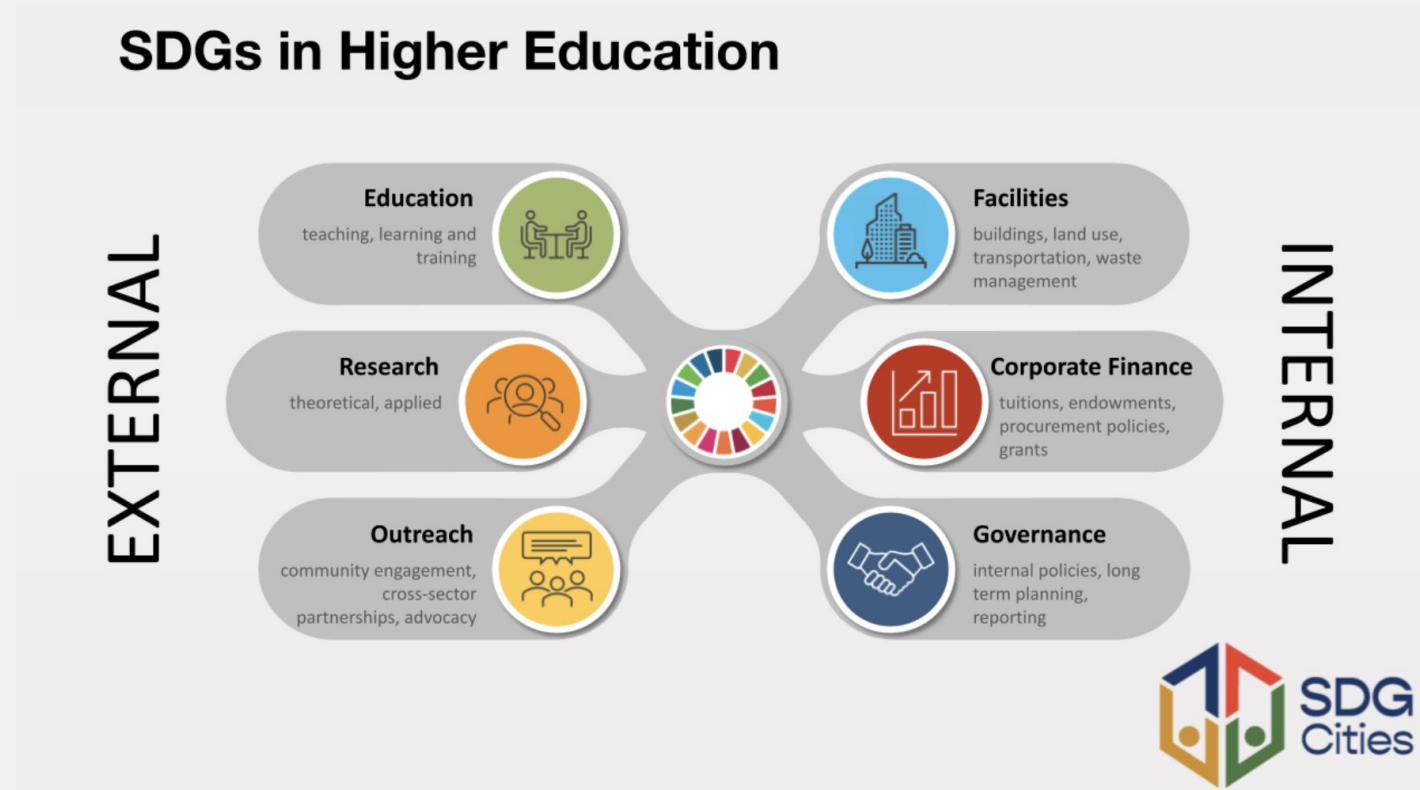 SDGs in Higher Education
EXTERNAL
Education
teaching, learning and
training
Research
theoretical, applied
Outreach
community engagement,
cross-sector
partnerships, advocacy
Facilities
buildings, land use,
transportation, waste
management
Corporate Finance
tuitions, endowments,
procurement policies,
grants
Governance
internal policies, long
term planning,
reporting
INTERNAL
SDG
Cities